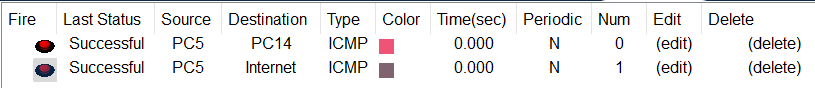 Fire Last Status Source Destination Type Color Time(sec) Periodic Num Edit Delete
Successful PC5 PC14 ICMP 0.000 N 0 (edit) (delete)
Successful PC5 Internet ICMP 0.000 N 1 (edit) (delete)